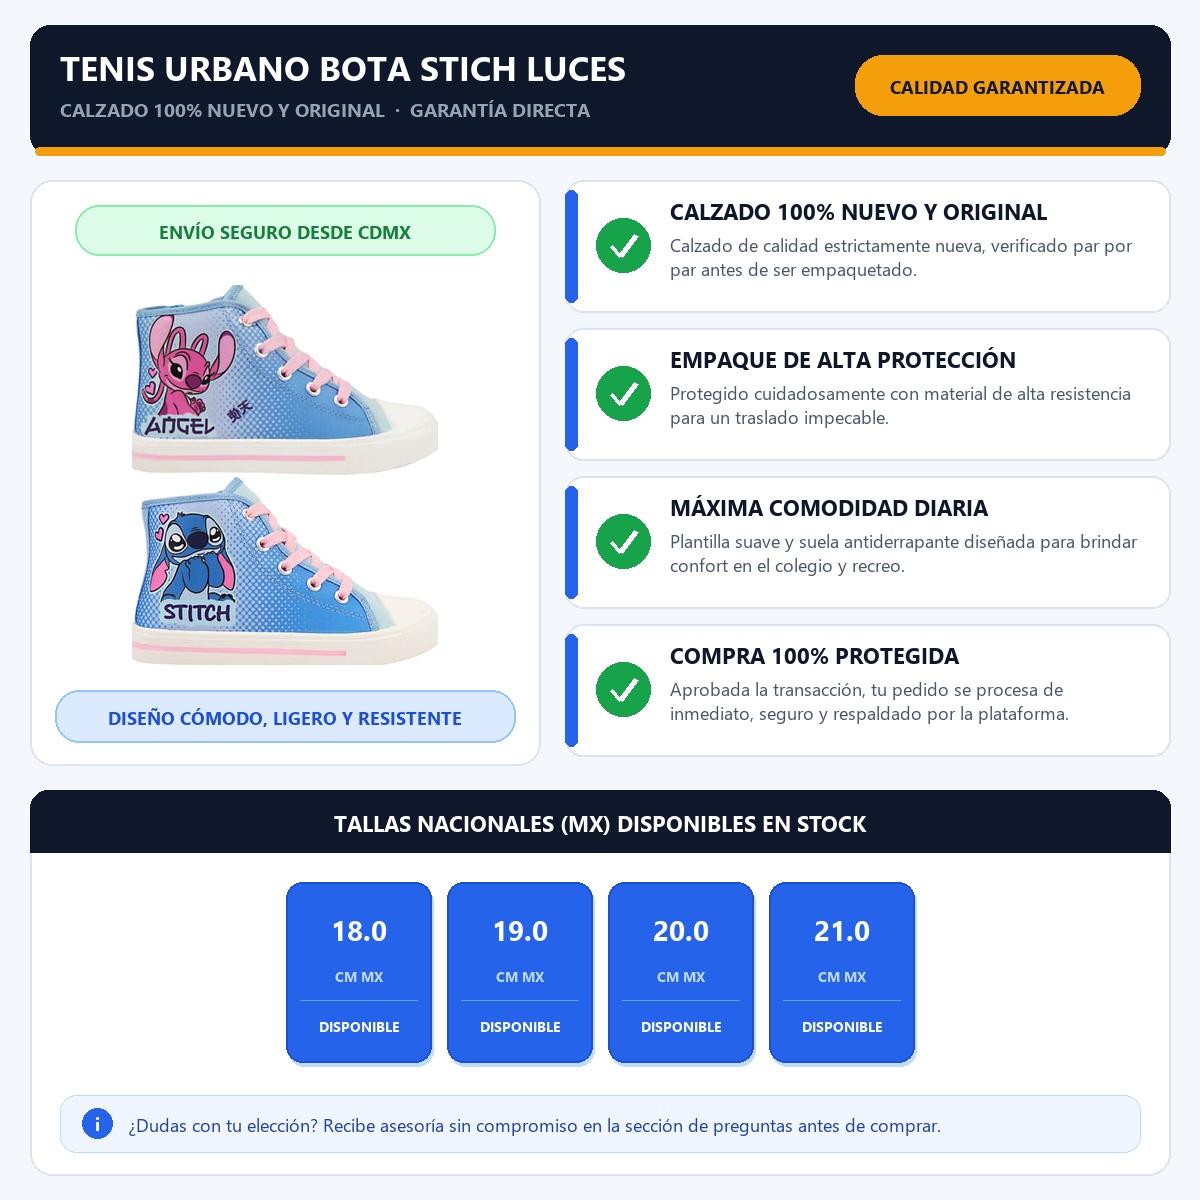 TENIS URBANO BOTA STICH LUCES
CALZADO 100% NUEVO Y ORIGINAL · GARANTÍA DIRECTA
CALIDAD GARANTIZADA
ENVÍO SEGURO DESDE CDMX
ANGEL
動天
STITCH
DISEÑO CÓMODO, LIGERO Y RESISTENTE
CALZADO 100% NUEVO Y ORIGINAL
Calzado de calidad estrictamente nueva, verificado par por
par antes de ser empaquetado.
EMPAQUE DE ALTA PROTECCIÓN
Protegido cuidadosamente con material de alta resistencia
para un traslado impecable.
MÁXIMA COMODIDAD DIARIA
Plantilla suave y suela antiderrapante diseñada para brindar
confort en el colegio y recreo.
COMPRA 100% PROTEGIDA
Aprobada la transacción, tu pedido se procesa de
inmediato, seguro y respaldado por la plataforma.
TALLAS NACIONALES (MX) DISPONIBLES EN STOCK
18.0
CM MX
DISPONIBLE
19.0
CM MX
DISPONIBLE
20.0
CM MX
DISPONIBLE
21.0
CM MX
DISPONIBLE
¿Dudas con tu elección? Recibe asesoría sin compromiso en la sección de preguntas antes de comprar.